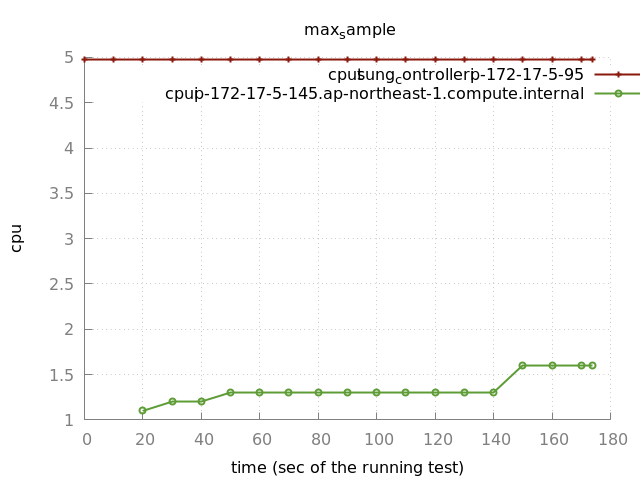 max_sample
5
cputsung_controllerip-172-17-5-95
4.5
cpuip-172-17-5-145.ap-northeast-1.compute.internal
4
3.5
3
cpu
2.5
2
1.5
1
0 20 40 60 80 100 120 140 160 180
time (sec of the running test)